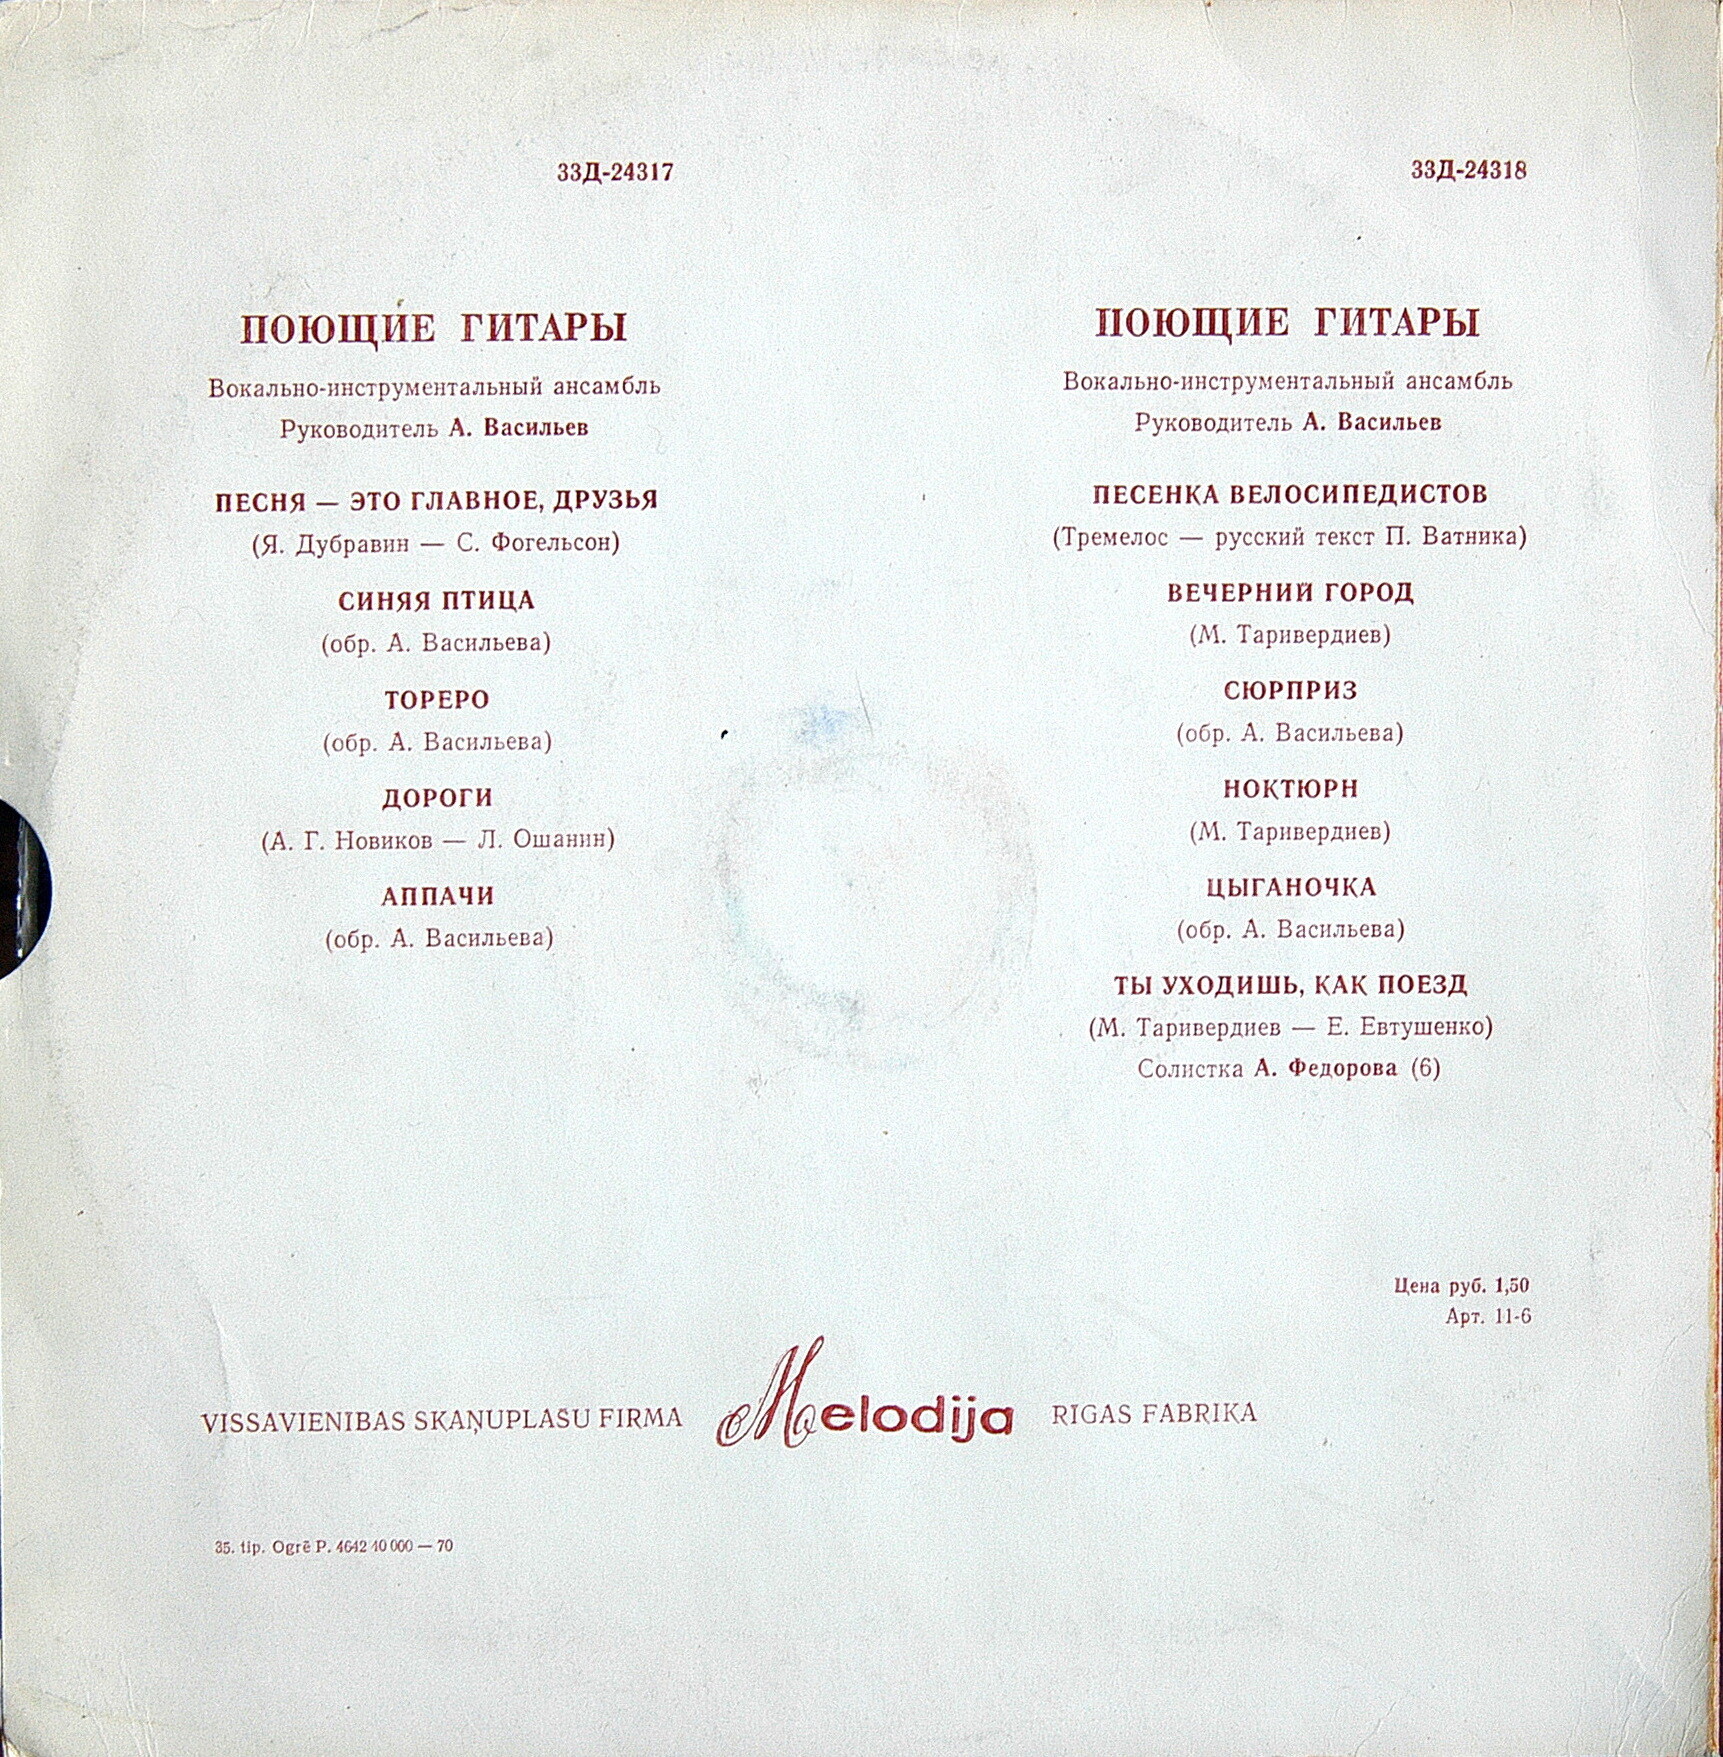 33Д-24317
ПОЮЩИЕ ГИТАРЫ
Вокально-инструментальный ансамбль
Руководитель А. Васильев
ПЕСНЯ — ЭТО ГЛАВНОЕ, ДРУЗЬЯ
(Я. Дубравин — С. Фогельсон)
СИНЯЯ ПТИЦА
(обр. А. Васильева)
ТОРЕРО
(обр. А. Васильева)
ДОРОГИ
(А. Г. Новиков — Л. Ошанин)
АППАЧИ
(обр. А. Васильева)
33Д-24318
ПОЮЩИЕ ГИТАРЫ
Вокально-инструментальный ансамбль
Руководитель А. Васильев
ПЕСЕНКА ВЕЛОСИПЕДИСТОВ
(Тремелос — русский текст П. Ватника)
ВЕЧЕРНИЙ ГОРОД
(М. Таривердиев)
СЮРПРИЗ
(обр. А. Васильева)
НОКТЮРН
(М. Таривердиев)
ЦЫГАНОЧКА
(обр. А. Васильева)
ТЫ УХОДИШЬ, КАК ПОЕЗД
(М. Таривердиев — Е. Евтушенко)
Солистка А. Федорова (6)
Цена руб. 1,50
Арт. 11-6
VISSAVIENIBAS SKAŅUPLAŠU FIRMA Melodija RIGAS FABRIKA
35. tip. Ogrē P. 4642 10 000 — 70